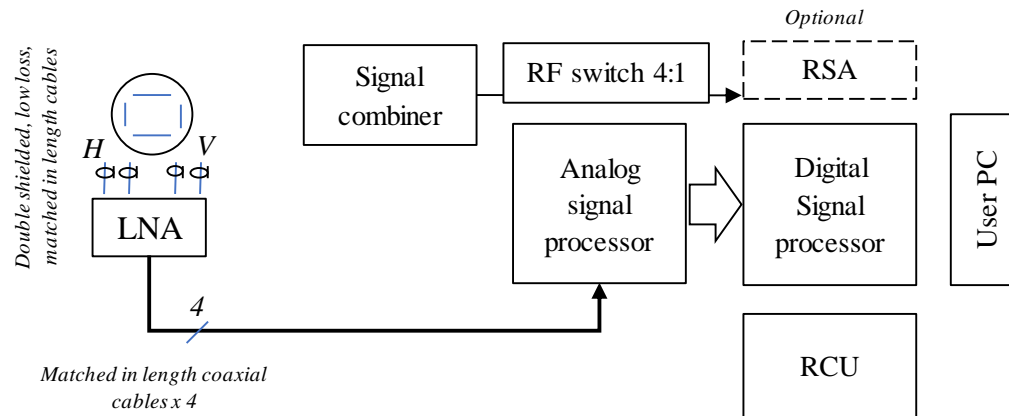 Optional
Double shielded, low loss,
matched in length cables
Signal
combiner
RF switch 4:1
RSA
H
V
LNA
Analog
signal
processor
Digital
Signal
processor
User PC
4
Matched in length coaxial
cables x 4
RCU